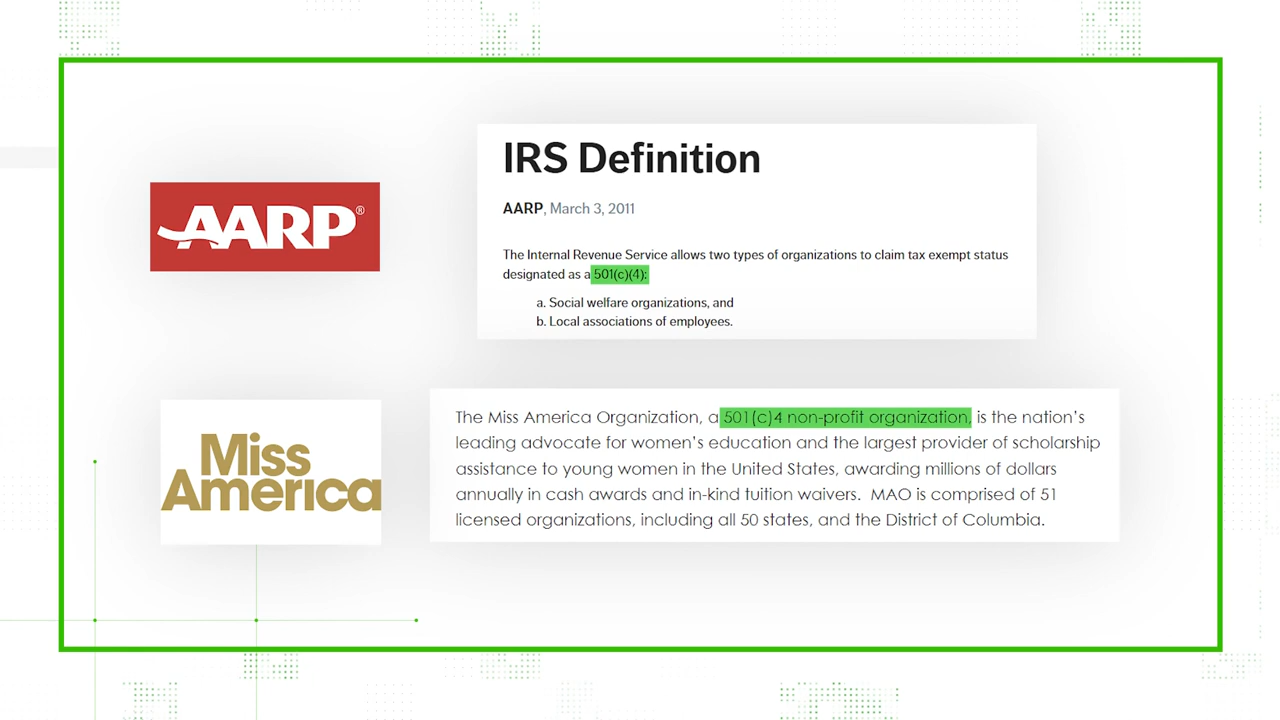 AARP®
IRS Definition
AARP, March 3, 2011
The Internal Revenue Service allows two types of organizations to claim tax exempt status
designated as a 501(c)(4):
a. Social welfare organizations, and
b. Local associations of employees.
Miss
America
The Miss America Organization, a 501(c)4 non-profit organization, is the nation's
leading advocate for women's education and the largest provider of scholarship
assistance to young women in the United States, awarding millions of dollars
annually in cash awards and in-kind tuition waivers. MAO is comprised of 51
licensed organizations, including all 50 states, and the District of Columbia.